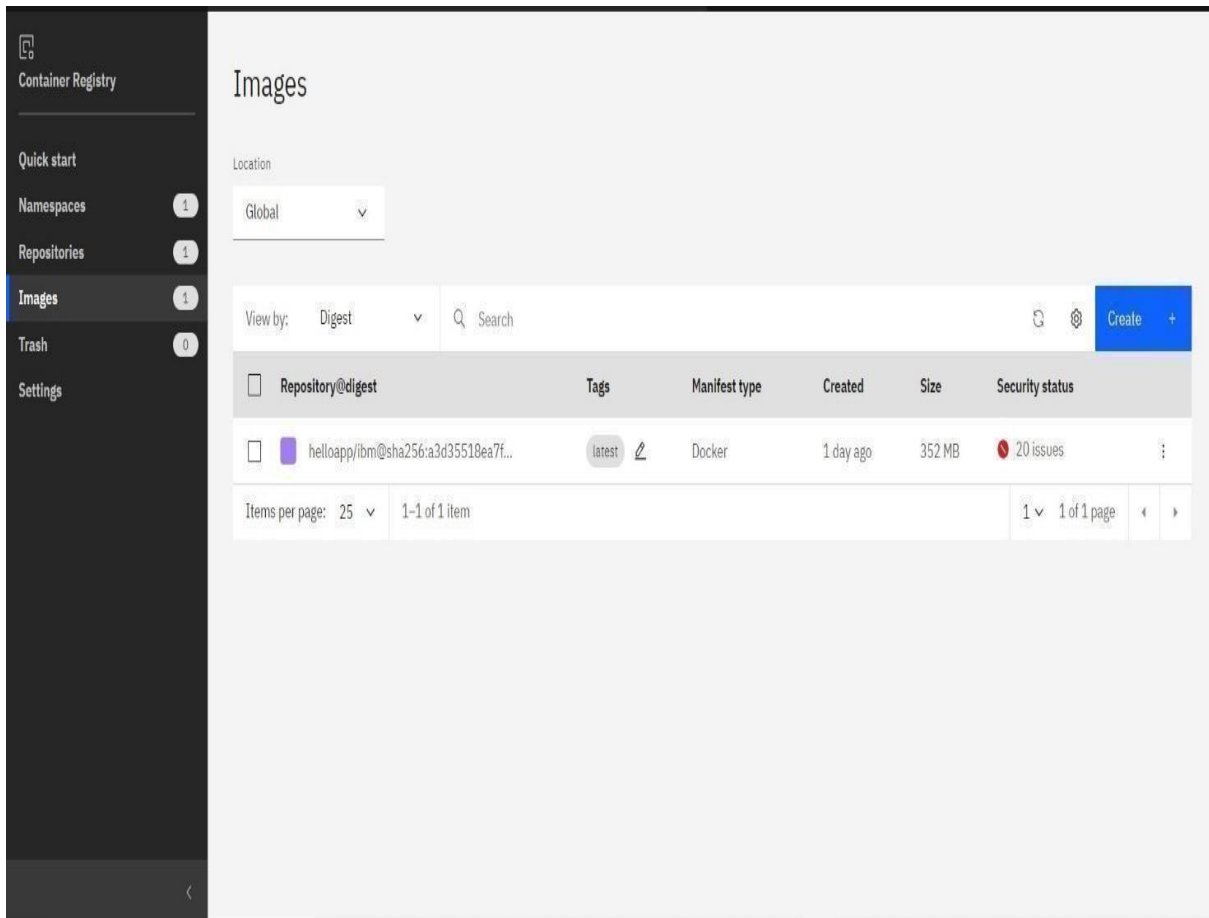 Container Registry
Quick start
Namespaces 1
Repositories 1
Images 1
Trash 0
Settings
Images
Location
Global
View by: Digest Search Create +
Repository@digest Tags Manifest type Created Size Security status
helloapp/ibm@sha256:a3d35518ea7f... latest Docker 1 day ago 352 MB 20 issues
Items per page: 25 1–1 of 1 item 1 1 of 1 page